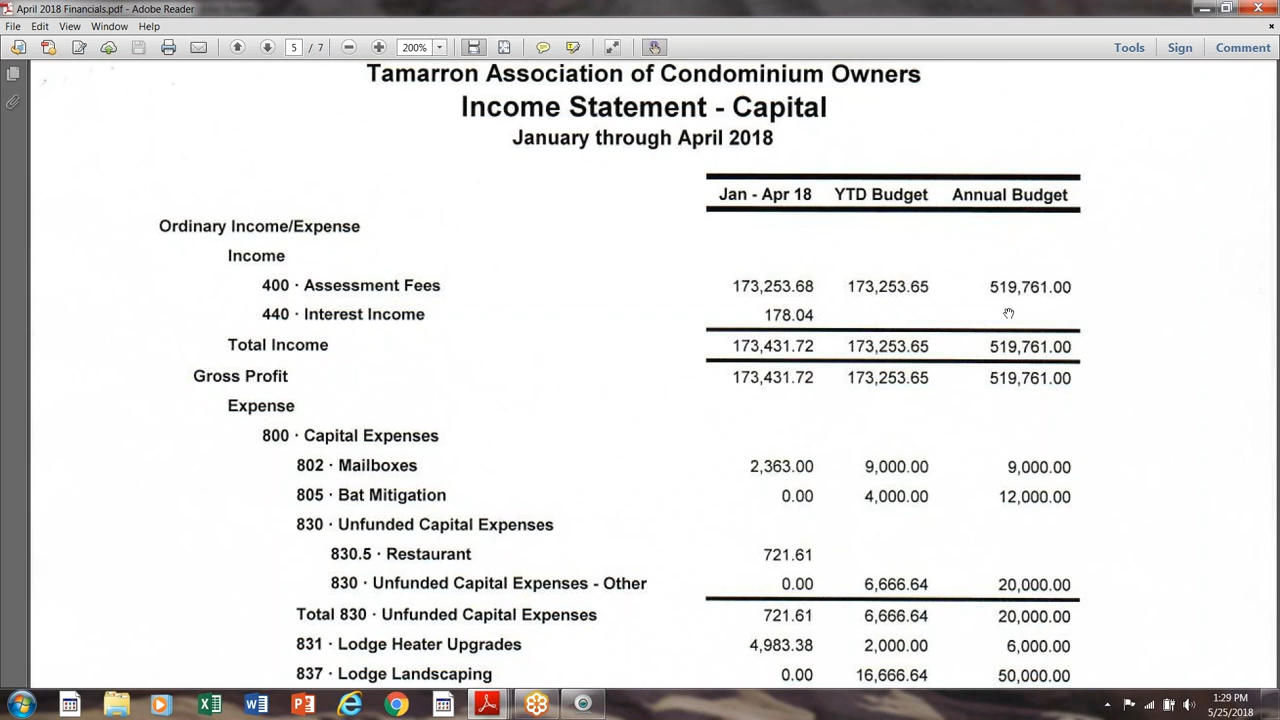 April 2018 Financials.pdf - Adobe Reader
File Edit View Window Help
5 / 7 200% Tools Sign Comment
Tamarron Association of Condominium Owners
Income Statement - Capital
January through April 2018
Jan - Apr 18 YTD Budget Annual Budget
Ordinary Income/Expense
Income
400 · Assessment Fees 173,253.68 173,253.65 519,761.00
440 · Interest Income 178.04
Total Income 173,431.72 173,253.65 519,761.00
Gross Profit 173,431.72 173,253.65 519,761.00
Expense
800 · Capital Expenses
802 · Mailboxes 2,363.00 9,000.00 9,000.00
805 · Bat Mitigation 0.00 4,000.00 12,000.00
830 · Unfunded Capital Expenses
830.5 · Restaurant 721.61
830 · Unfunded Capital Expenses - Other 0.00 6,666.64 20,000.00
Total 830 · Unfunded Capital Expenses 721.61 6,666.64 20,000.00
831 · Lodge Heater Upgrades 4,983.38 2,000.00 6,000.00
837 · Lodge Landscaping 0.00 16,666.64 50,000.00
1:29 PM
5/25/2018